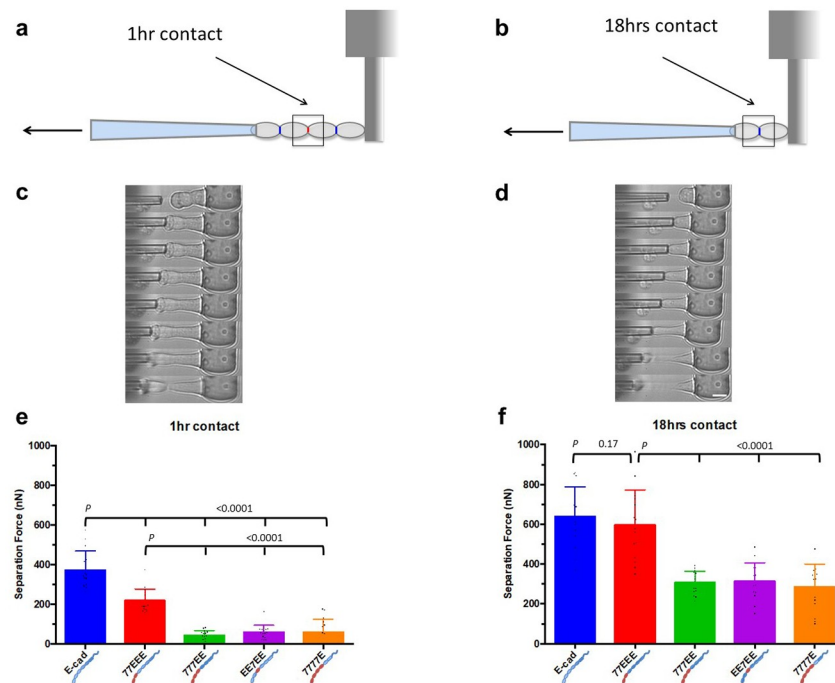 a
1hr contact
b
18hrs contact
c
d
e
1hr contact
Separation Force (nN)
1000
800
600
400
200
0
P
<0.0001
P
<0.0001
E-cad
77EEE
777EE
EE7EE
7777E
f
18hrs contact
Separation Force (nN)
1000
800
600
400
200
0
P
0.17
P
<0.0001
E-cad
77EEE
777EE
EE7EE
7777E